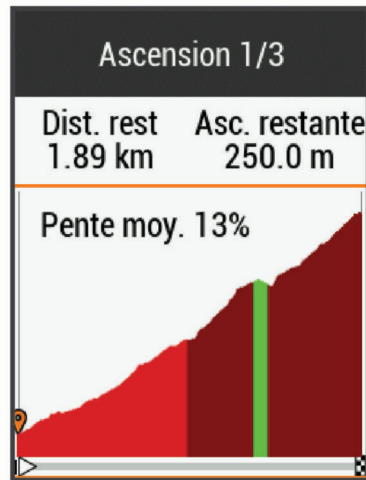 Ascension 1/3
Dist. rest Asc. restante
1.89 km 250.0 m
Pente moy. 13%